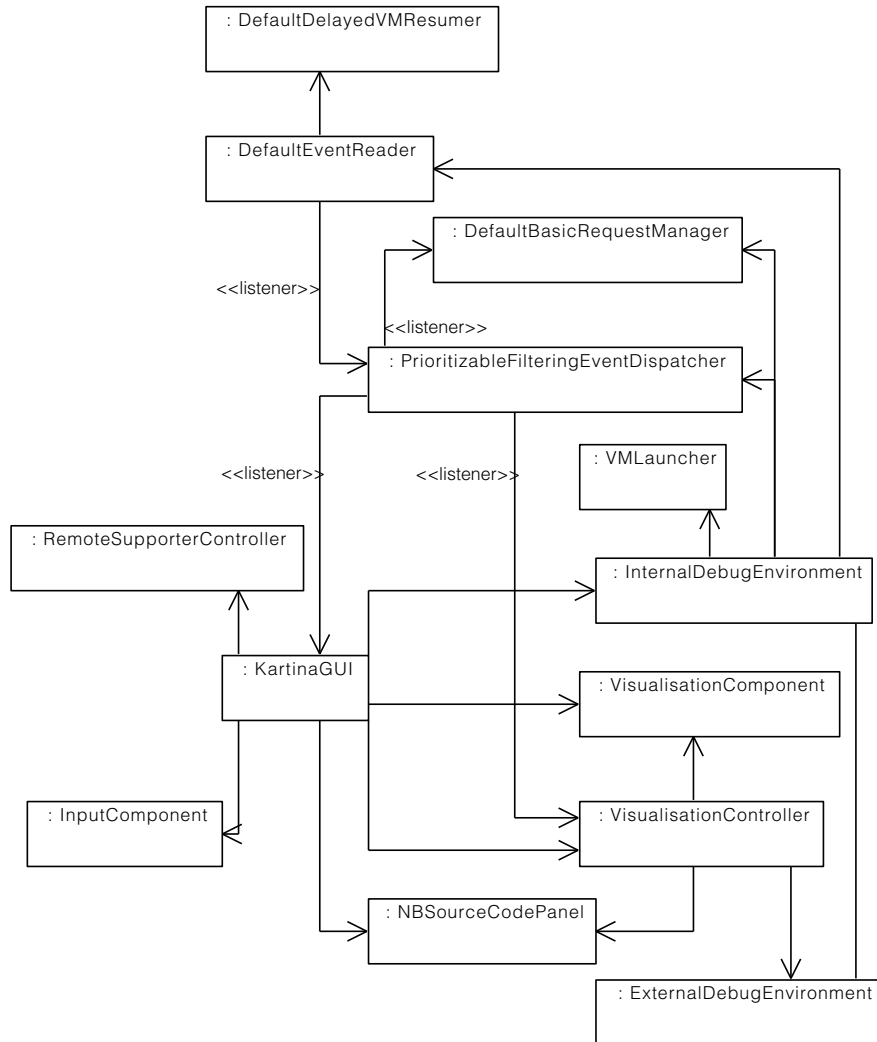 : DefaultDelayedVMResumer
: DefaultEventReader
: DefaultBasicRequestManager
<<listener>>
<<listener>>
: PrioritizableFilteringEventDispatcher
: VMLauncher
<<listener>>
<<listener>>
: RemoteSupporterController
: InternalDebugEnvironment
: KartinaGUI
: VisualisationComponent
: InputComponent
: VisualisationController
: NBSourceCodePanel
: ExternalDebugEnvironment